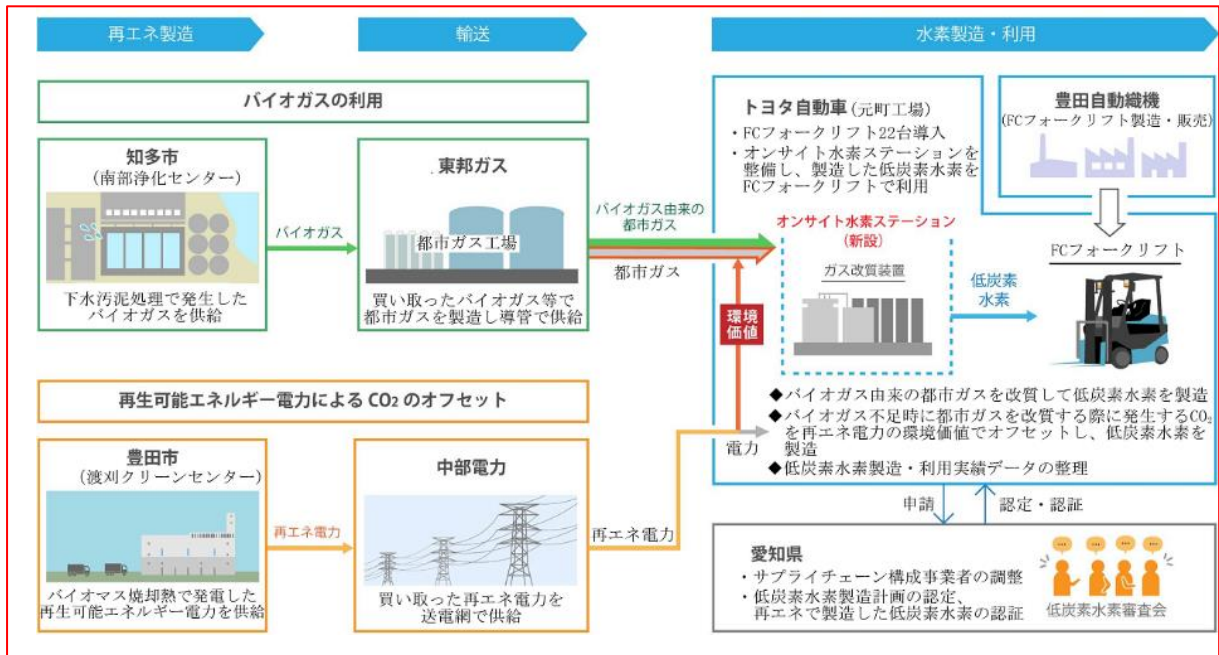 再エネ製造
輸送
水素製造・利用
バイオガスの利用
知多市
(南部浄化センター)
下水汚泥処理で発生した
バイオガスを供給
バイオガス
東邦ガス
都市ガス工場
買い取ったバイオガス等で
都市ガスを製造し導管で供給
バイオガス由来の
都市ガス
都市ガス
環境
価値
再生可能エネルギー電力によるCO₂のオフセット
豊田市
(渡刈クリーンセンター)
バイオマス焼却熱で発電した
再生可能エネルギー電力を供給
再エネ電力
中部電力
買い取った再エネ電力を
送電網で供給
再エネ電力
電力
トヨタ自動車(元町工場)
・FCフォークリフト22台導入
・オンサイト水素ステーションを
整備し、製造した低炭素水素を
FCフォークリフトで利用
オンサイト水素ステーション
(新設)
ガス改質装置
低炭素
水素
豊田自動織機
(FCフォークリフト製造・販売)
FCフォークリフト
◆バイオガス由来の都市ガスを改質して低炭素水素を製造
◆バイオガス不足時に都市ガスを改質する際に発生するCO₂
を再エネ電力の環境価値でオフセットし、低炭素水素を
製造
◆低炭素水素製造・利用実績データの整理
申請
認定・認証
愛知県
・サプライチェーン構成事業者の調整
・低炭素水素製造計画の認定、
再エネで製造した低炭素水素の認証
低炭素水素審査会